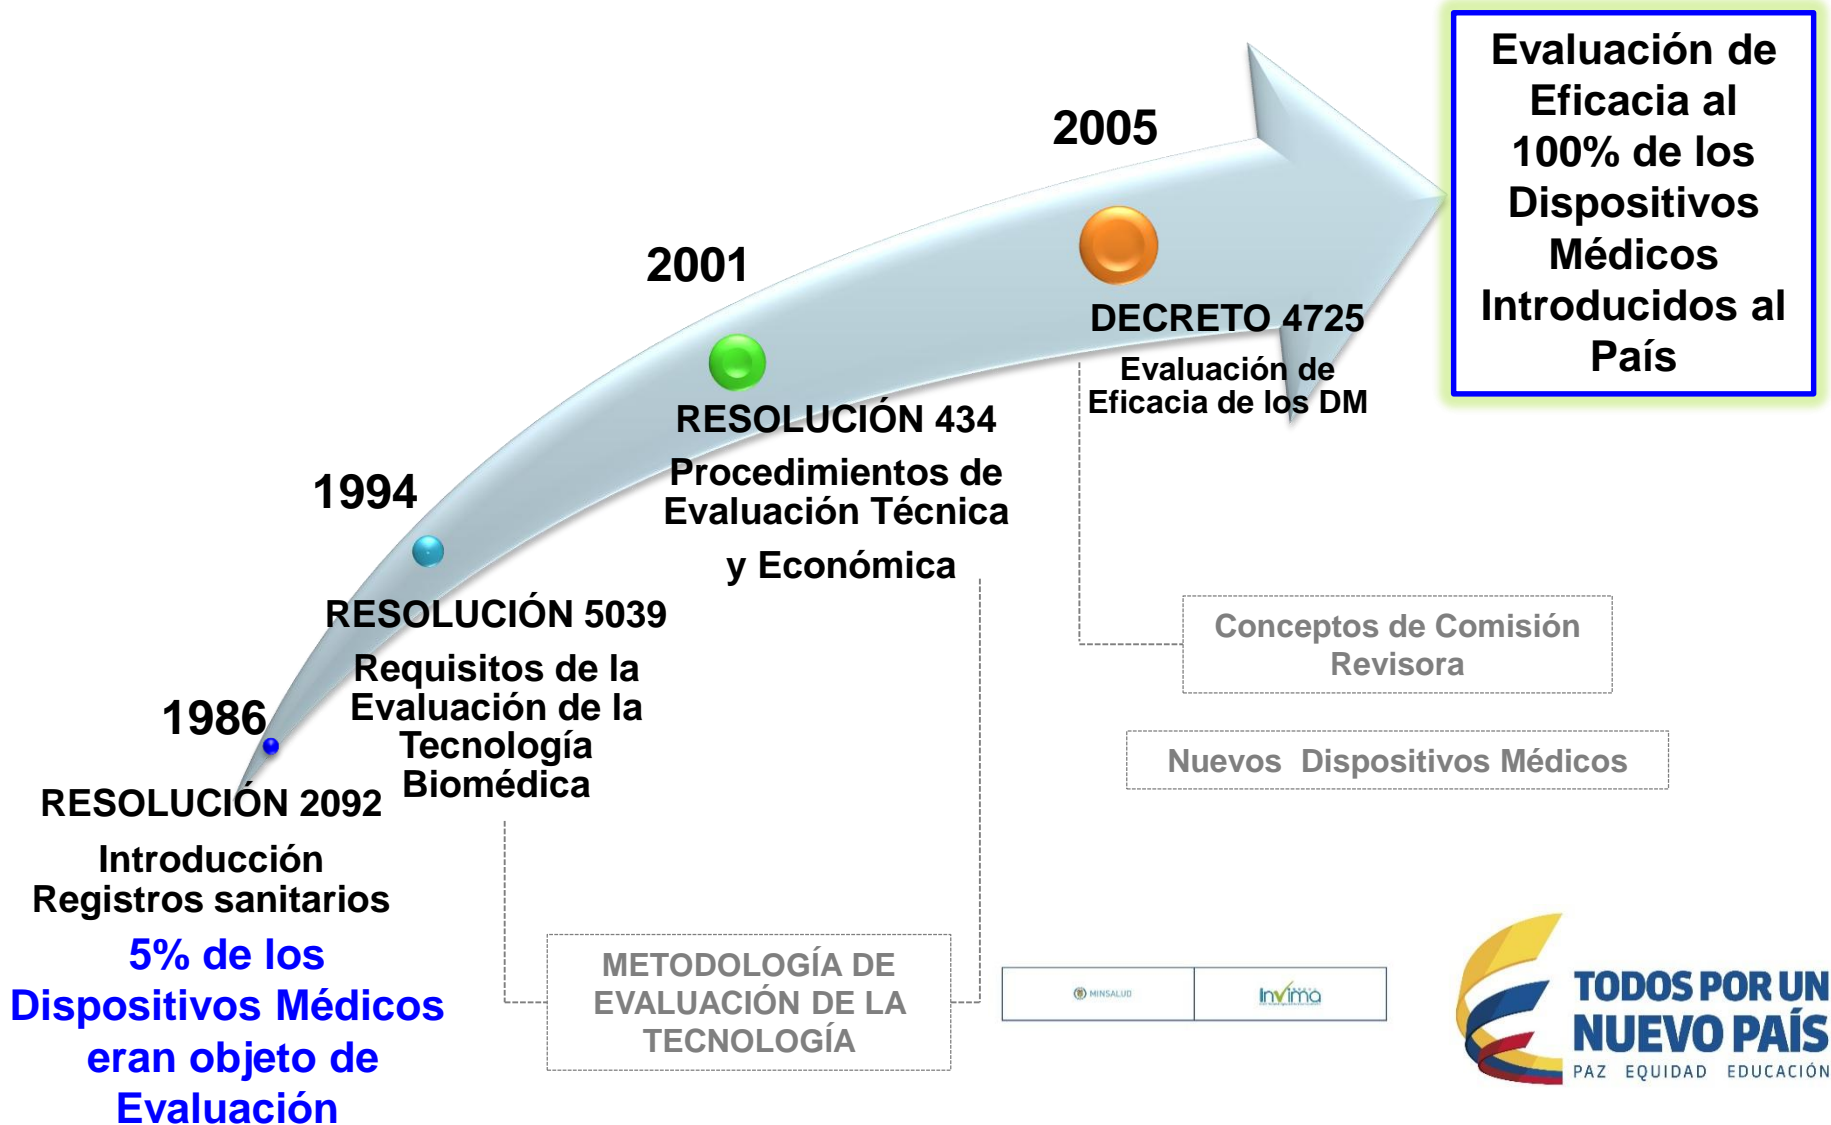 1986
RESOLUCIÓN 2092
Introducción
Registros sanitarios
5% de los
Dispositivos Médicos
eran objeto de
Evaluación
1994
RESOLUCIÓN 5039
Requisitos de la
Evaluación de la
Tecnología
Biomédica
2001
RESOLUCIÓN 434
Procedimientos de
Evaluación Técnica
y Económica
METODOLOGÍA DE
EVALUACIÓN DE LA
TECNOLOGÍA
2005
DECRETO 4725
Evaluación de
Eficacia de los DM
Conceptos de Comisión
Revisora
Nuevos Dispositivos Médicos
Evaluación de
Eficacia al
100% de los
Dispositivos
Médicos
Introducidos al
País
MINSALUD
Invima
TODOS POR UN
NUEVO PAÍS
PAZ EQUIDAD EDUCACIÓN